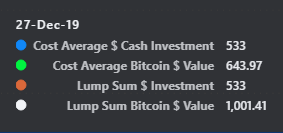 27-Dec-19
Cost Average $ Cash Investment 533
Cost Average Bitcoin $ Value 643.97
Lump Sum $ Investment 533
Lump Sum Bitcoin $ Value 1,001.41